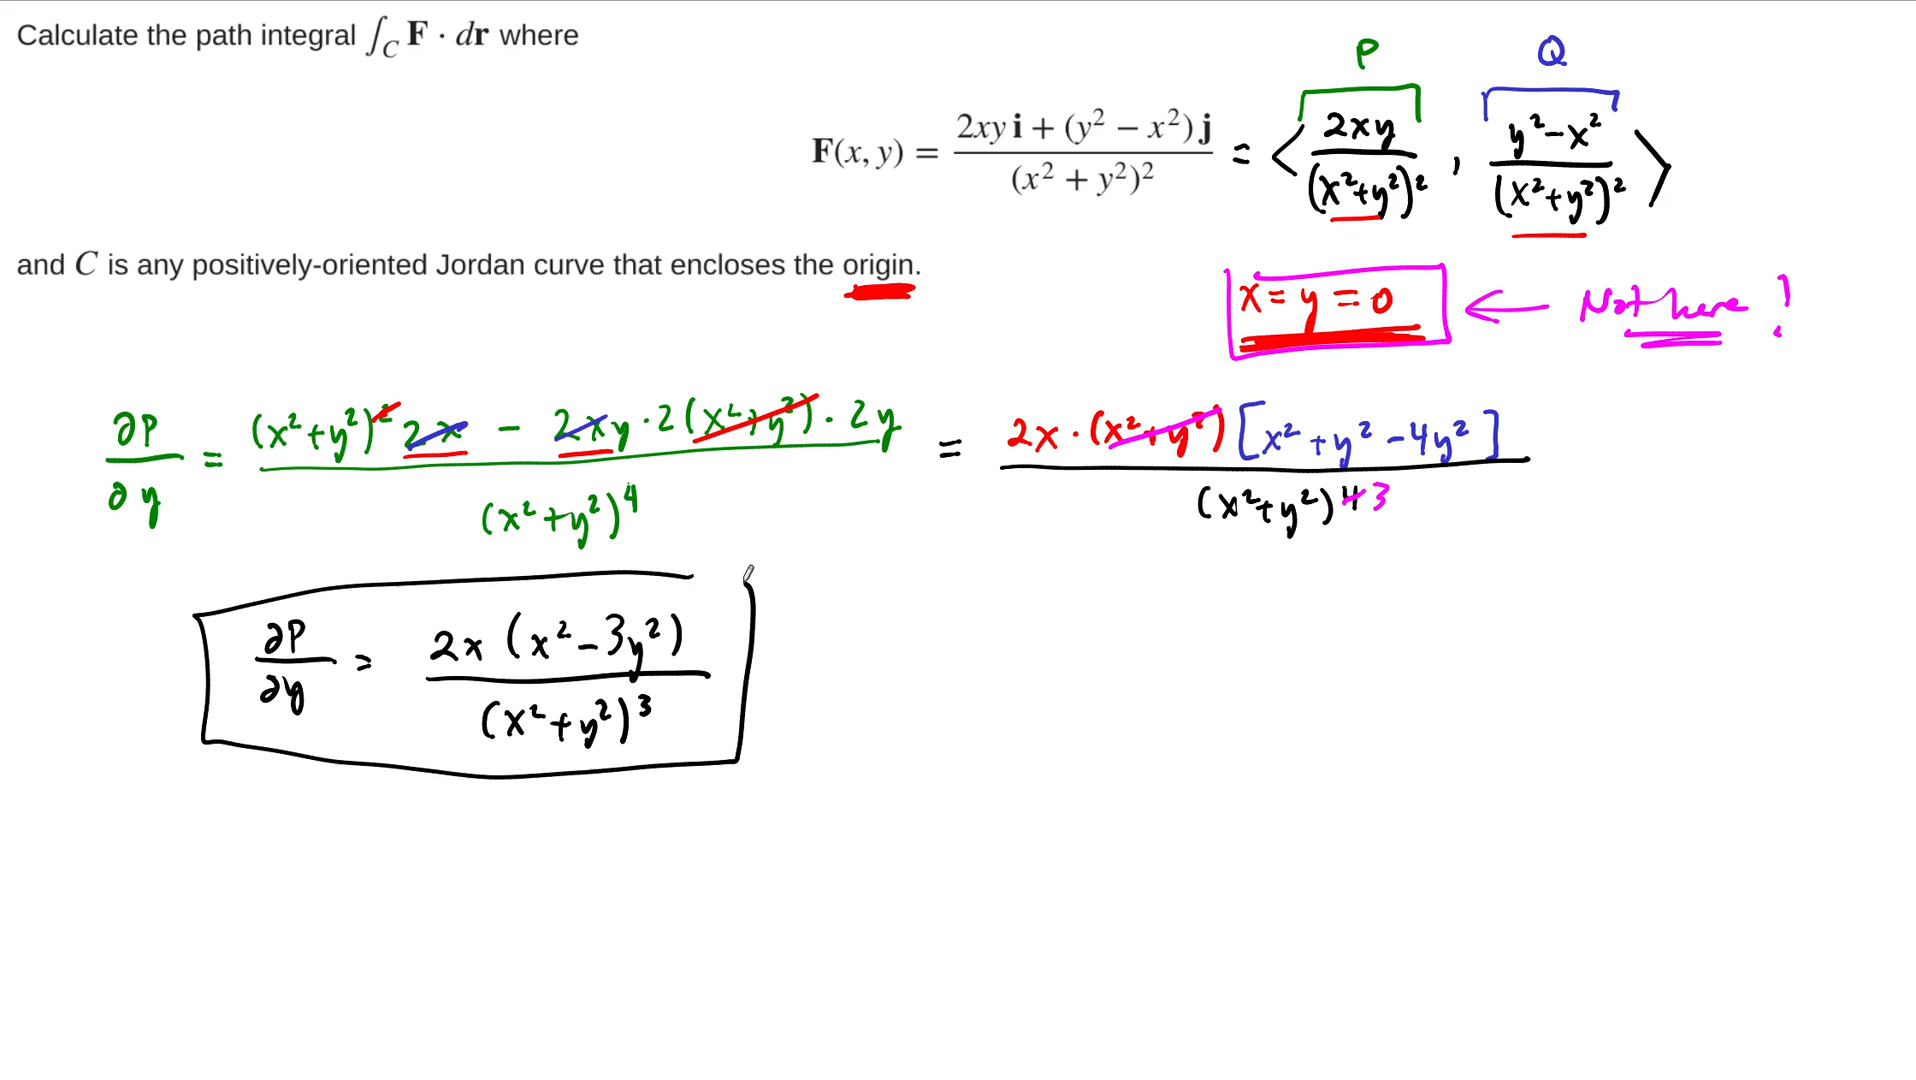 Calculate the path integral ∫_C F · dr where
P Q
F(x, y) = (2xy i + (y² − x²) j) / (x² + y²)² = < 2xy / (x²+y²)² , y²−x² / (x²+y²)² >
and C is any positively-oriented Jordan curve that encloses the origin.
x = y = 0 ← Not here !
∂P/∂y = ((x²+y²)² 2x − 2xy · 2(x²+y²) · 2y) / (x²+y²)⁴ = (2x · (x²+y²) [x² + y² − 4y²]) / (x²+y²)⁴ 3
∂P/∂y = 2x (x² − 3y²) / (x²+y²)³